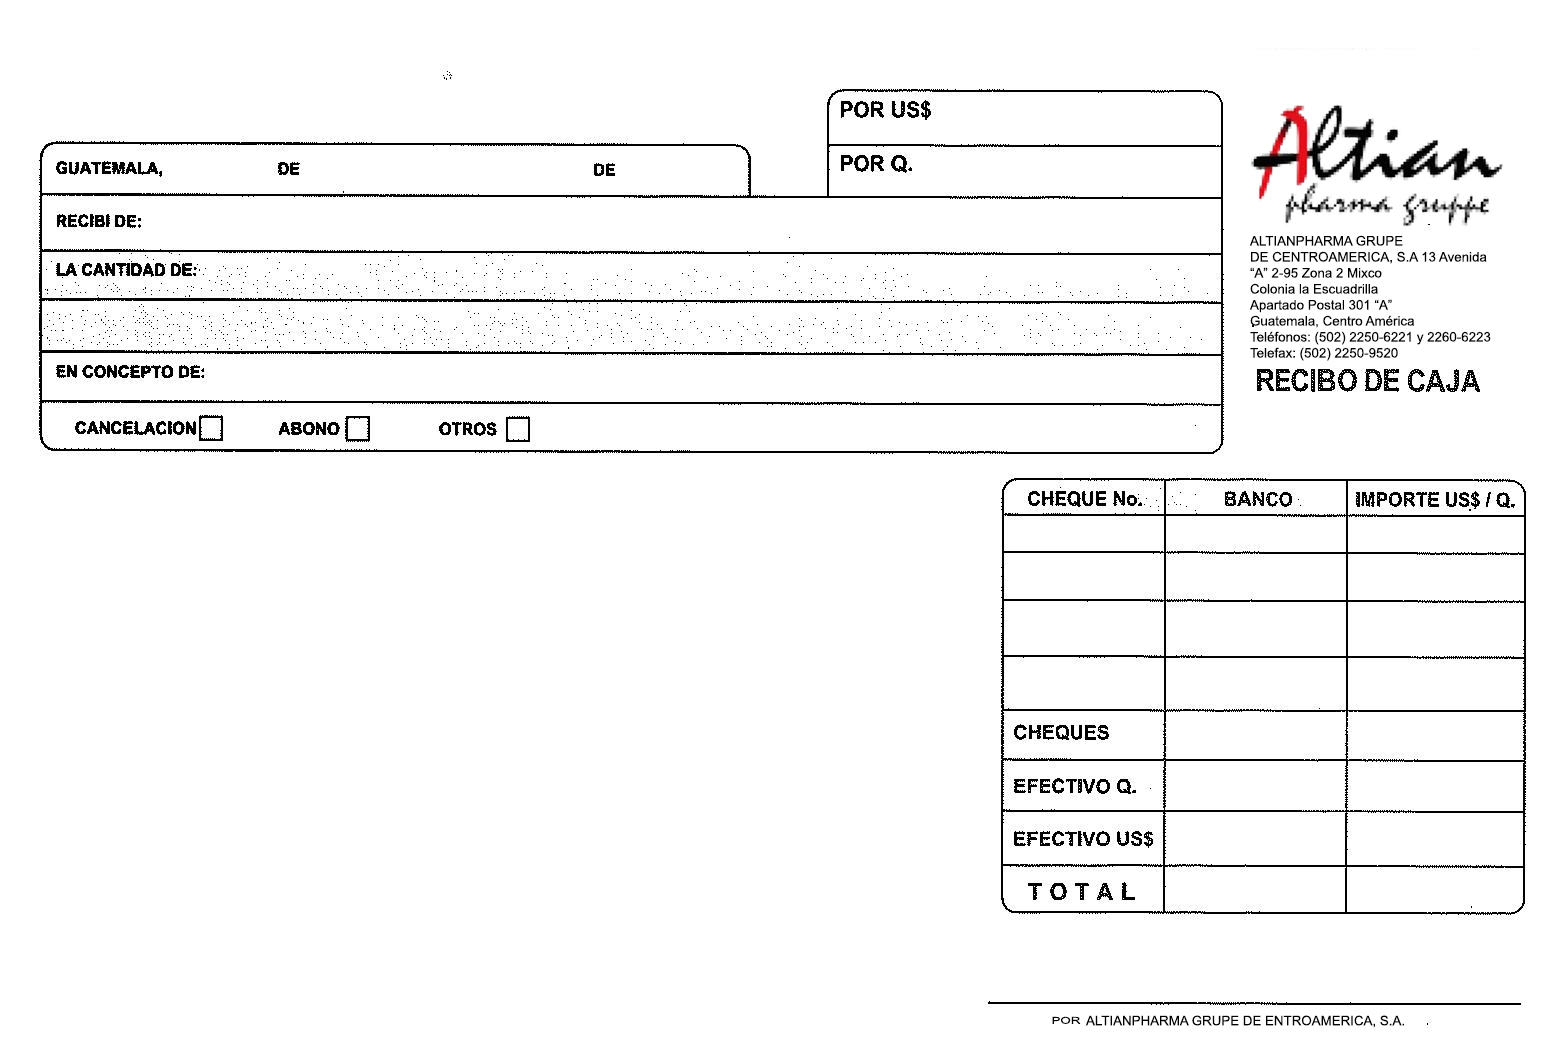 POR US$
POR Q.
GUATEMALA, DE DE
RECIBI DE:
LA CANTIDAD DE:
EN CONCEPTO DE:
CANCELACION ABONO OTROS
Altian
pharma gruppe
ALTIANPHARMA GRUPE
DE CENTROAMERICA, S.A 13 Avenida
“A” 2-95 Zona 2 Mixco
Colonia la Escuadrilla
Apartado Postal 301 “A”
Guatemala, Centro América
Teléfonos: (502) 2250-6221 y 2260-6223
Telefax: (502) 2250-9520
RECIBO DE CAJA
CHEQUE No. BANCO IMPORTE US$ / Q.
CHEQUES
EFECTIVO Q.
EFECTIVO US$
T O T A L
POR ALTIANPHARMA GRUPE DE ENTROAMERICA, S.A.